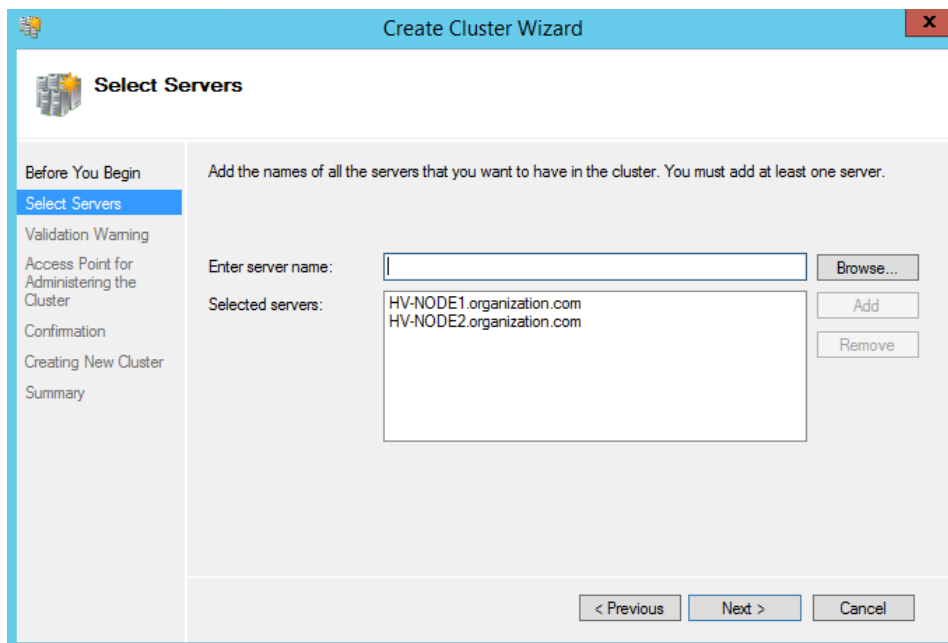 Create Cluster Wizard
x
Select Servers
Before You Begin
Select Servers
Validation Warning
Access Point for
Administering the
Cluster
Confirmation
Creating New Cluster
Summary
Add the names of all the servers that you want to have in the cluster. You must add at least one server.
Enter server name:
Browse...
Selected servers:
HV-NODE1.organization.com
HV-NODE2.organization.com
Add
Remove
< Previous
Next >
Cancel